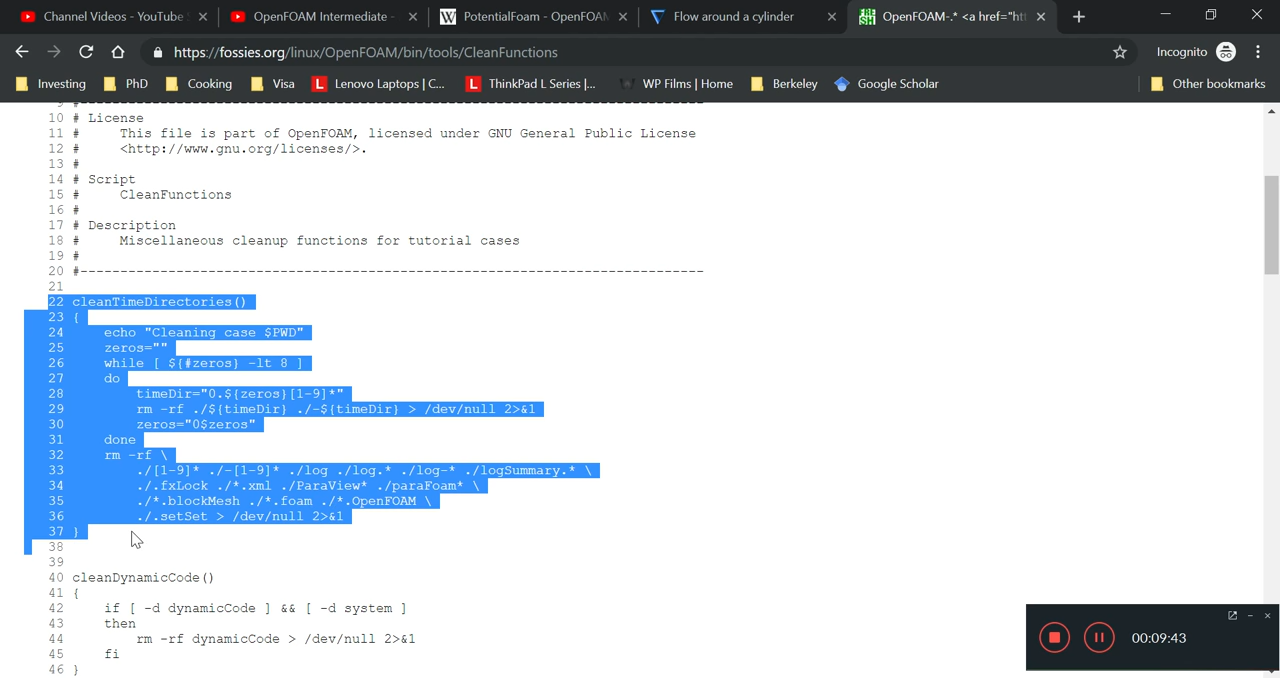 Channel Videos - YouTube
OpenFOAM Intermediate -
PotentialFoam - OpenFOAM
Flow around a cylinder
OpenFOAM-.* <a href="htt
https://fossies.org/linux/OpenFOAM/bin/tools/CleanFunctions
Incognito
Investing
PhD
Cooking
Visa
Lenovo Laptops | C...
ThinkPad L Series |...
WP Films | Home
Berkeley
Google Scholar
Other bookmarks
9 #------------------------------------------------------------------------------
10 # License
11 #     This file is part of OpenFOAM, licensed under GNU General Public License
12 #     <http://www.gnu.org/licenses/>.
13 #
14 # Script
15 #     CleanFunctions
16 #
17 # Description
18 #     Miscellaneous cleanup functions for tutorial cases
19 #
20 #------------------------------------------------------------------------------
21
22 cleanTimeDirectories()
23 {
24     echo "Cleaning case $PWD"
25     zeros=""
26     while [ ${#zeros} -lt 8 ]
27     do
28         timeDir="0.${zeros}[1-9]*"
29         rm -rf ./${timeDir} ./-${timeDir} > /dev/null 2>&1
30         zeros="0$zeros"
31     done
32     rm -rf \
33         ./[1-9]* ./-[1-9]* ./log ./log.* ./log-* ./logSummary.* \
34         ./.fxLock ./*.xml ./ParaView* ./paraFoam* \
35         ./*.blockMesh ./*.foam ./*.OpenFOAM \
36         ./.setSet > /dev/null 2>&1
37 }
38
39
40 cleanDynamicCode()
41 {
42     if [ -d dynamicCode ] && [ -d system ]
43     then
44         rm -rf dynamicCode > /dev/null 2>&1
45     fi
46 }
00:09:43